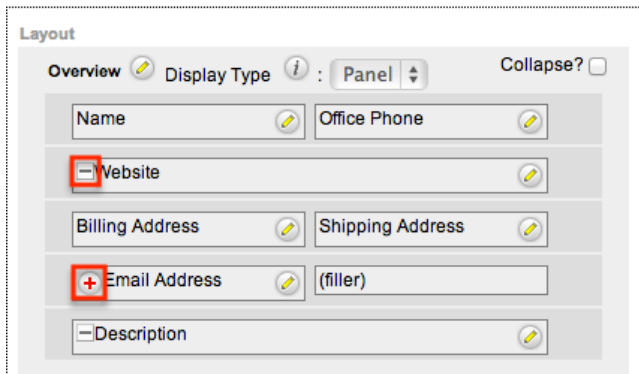 Layout
Overview Display Type i : Panel Collapse?
Name Office Phone
Website
Billing Address Shipping Address
Email Address (filler)
Description